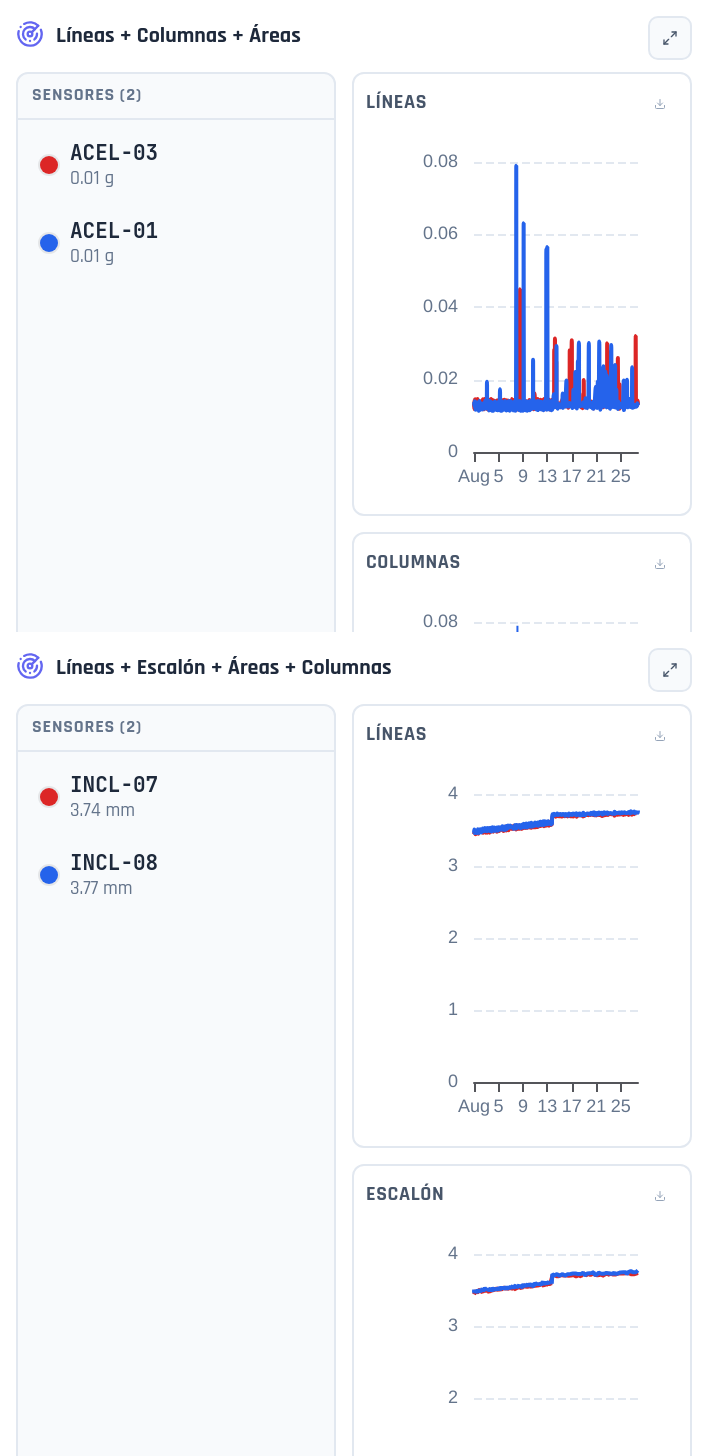 Líneas + Columnas + Áreas
SENSORES (2)
ACEL-03
0.01 g
ACEL-01
0.01 g
LÍNEAS
0.08
0.06
0.04
0.02
0
Aug 5 9 13 17 21 25
COLUMNAS
0.08
Líneas + Escalón + Áreas + Columnas
SENSORES (2)
INCL-07
3.74 mm
INCL-08
3.77 mm
LÍNEAS
4
3
2
1
0
Aug 5 9 13 17 21 25
ESCALÓN
4
3
2